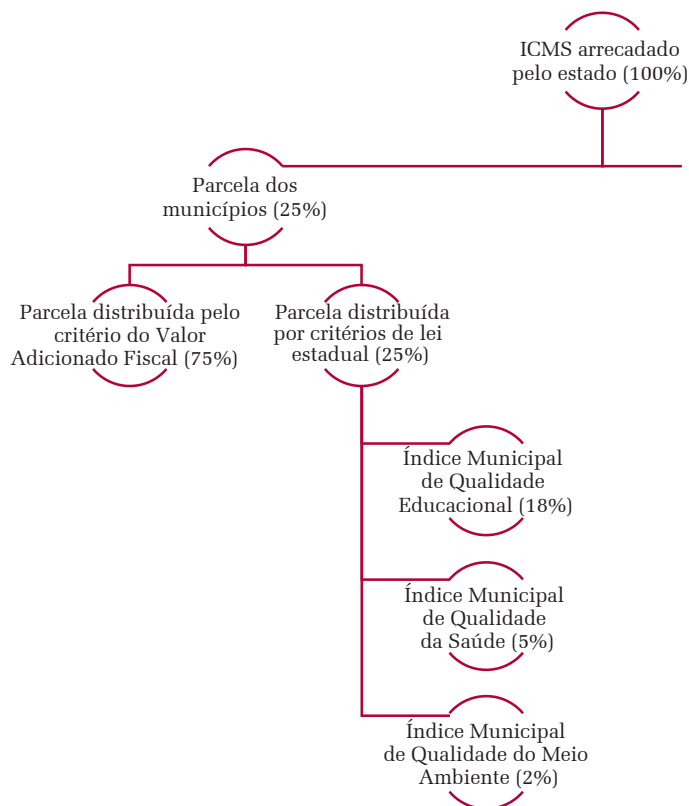 ICMS arrecadado
pelo estado (100%)
Parcela dos
municípios (25%)
Parcela distribuída pelo
critério do Valor
Adicionado Fiscal (75%)
Parcela distribuída
por critérios de lei
estadual (25%)
Índice Municipal
de Qualidade
Educacional (18%)
Índice Municipal
de Qualidade
da Saúde (5%)
Índice Municipal
de Qualidade do Meio
Ambiente (2%)